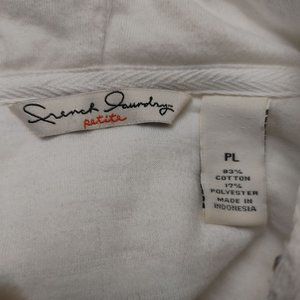 French Laundry
petite
PL
83%
COTTON
17%
POLYESTER
MADE IN
INDONESIA